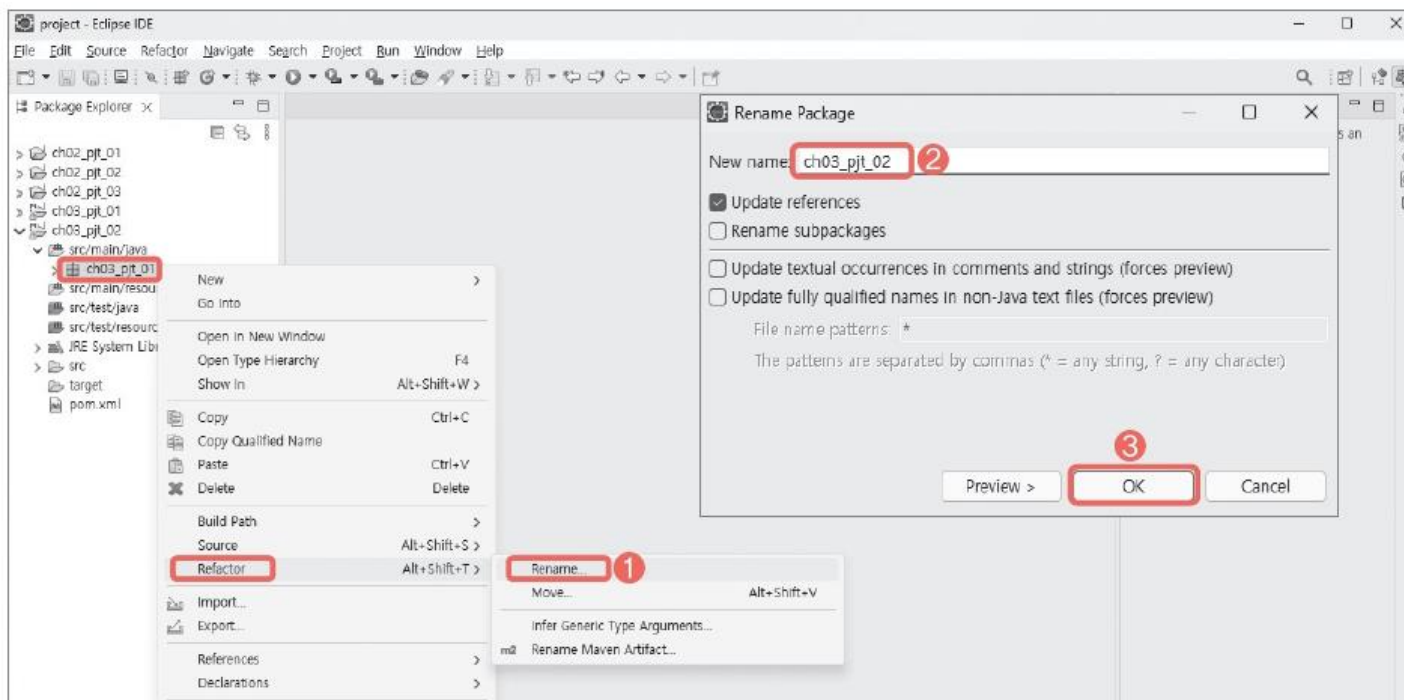 project - Eclipse IDE
File Edit Source Refactor Navigate Search Project Run Window Help
Package Explorer
ch02_pjt_01
ch02_pjt_02
ch02_pjt_03
ch03_pjt_01
ch03_pjt_02
src/main/java
ch03_pjt_01
src/main/resou
src/test/java
src/test/resourc
JRE System Libr
src
target
pom.xml
New
Go Into
Open in New Window
Open Type Hierarchy F4
Show In Alt+Shift+W >
Copy Ctrl+C
Copy Qualified Name
Paste Ctrl+V
Delete Delete
Build Path
Source Alt+Shift+S >
Refactor Alt+Shift+T >
Import...
Export...
References
Declarations
Rename... 1
Move... Alt+Shift+V
Infer Generic Type Arguments...
m2 Rename Maven Artifact...
Rename Package
New name: ch03_pjt_02 2
Update references
Rename subpackages
Update textual occurrences in comments and strings (forces preview)
Update fully qualified names in non-Java text files (forces preview)
File name patterns: *
The patterns are separated by commas (* = any string, ? = any character)
3
Preview > OK Cancel
s an